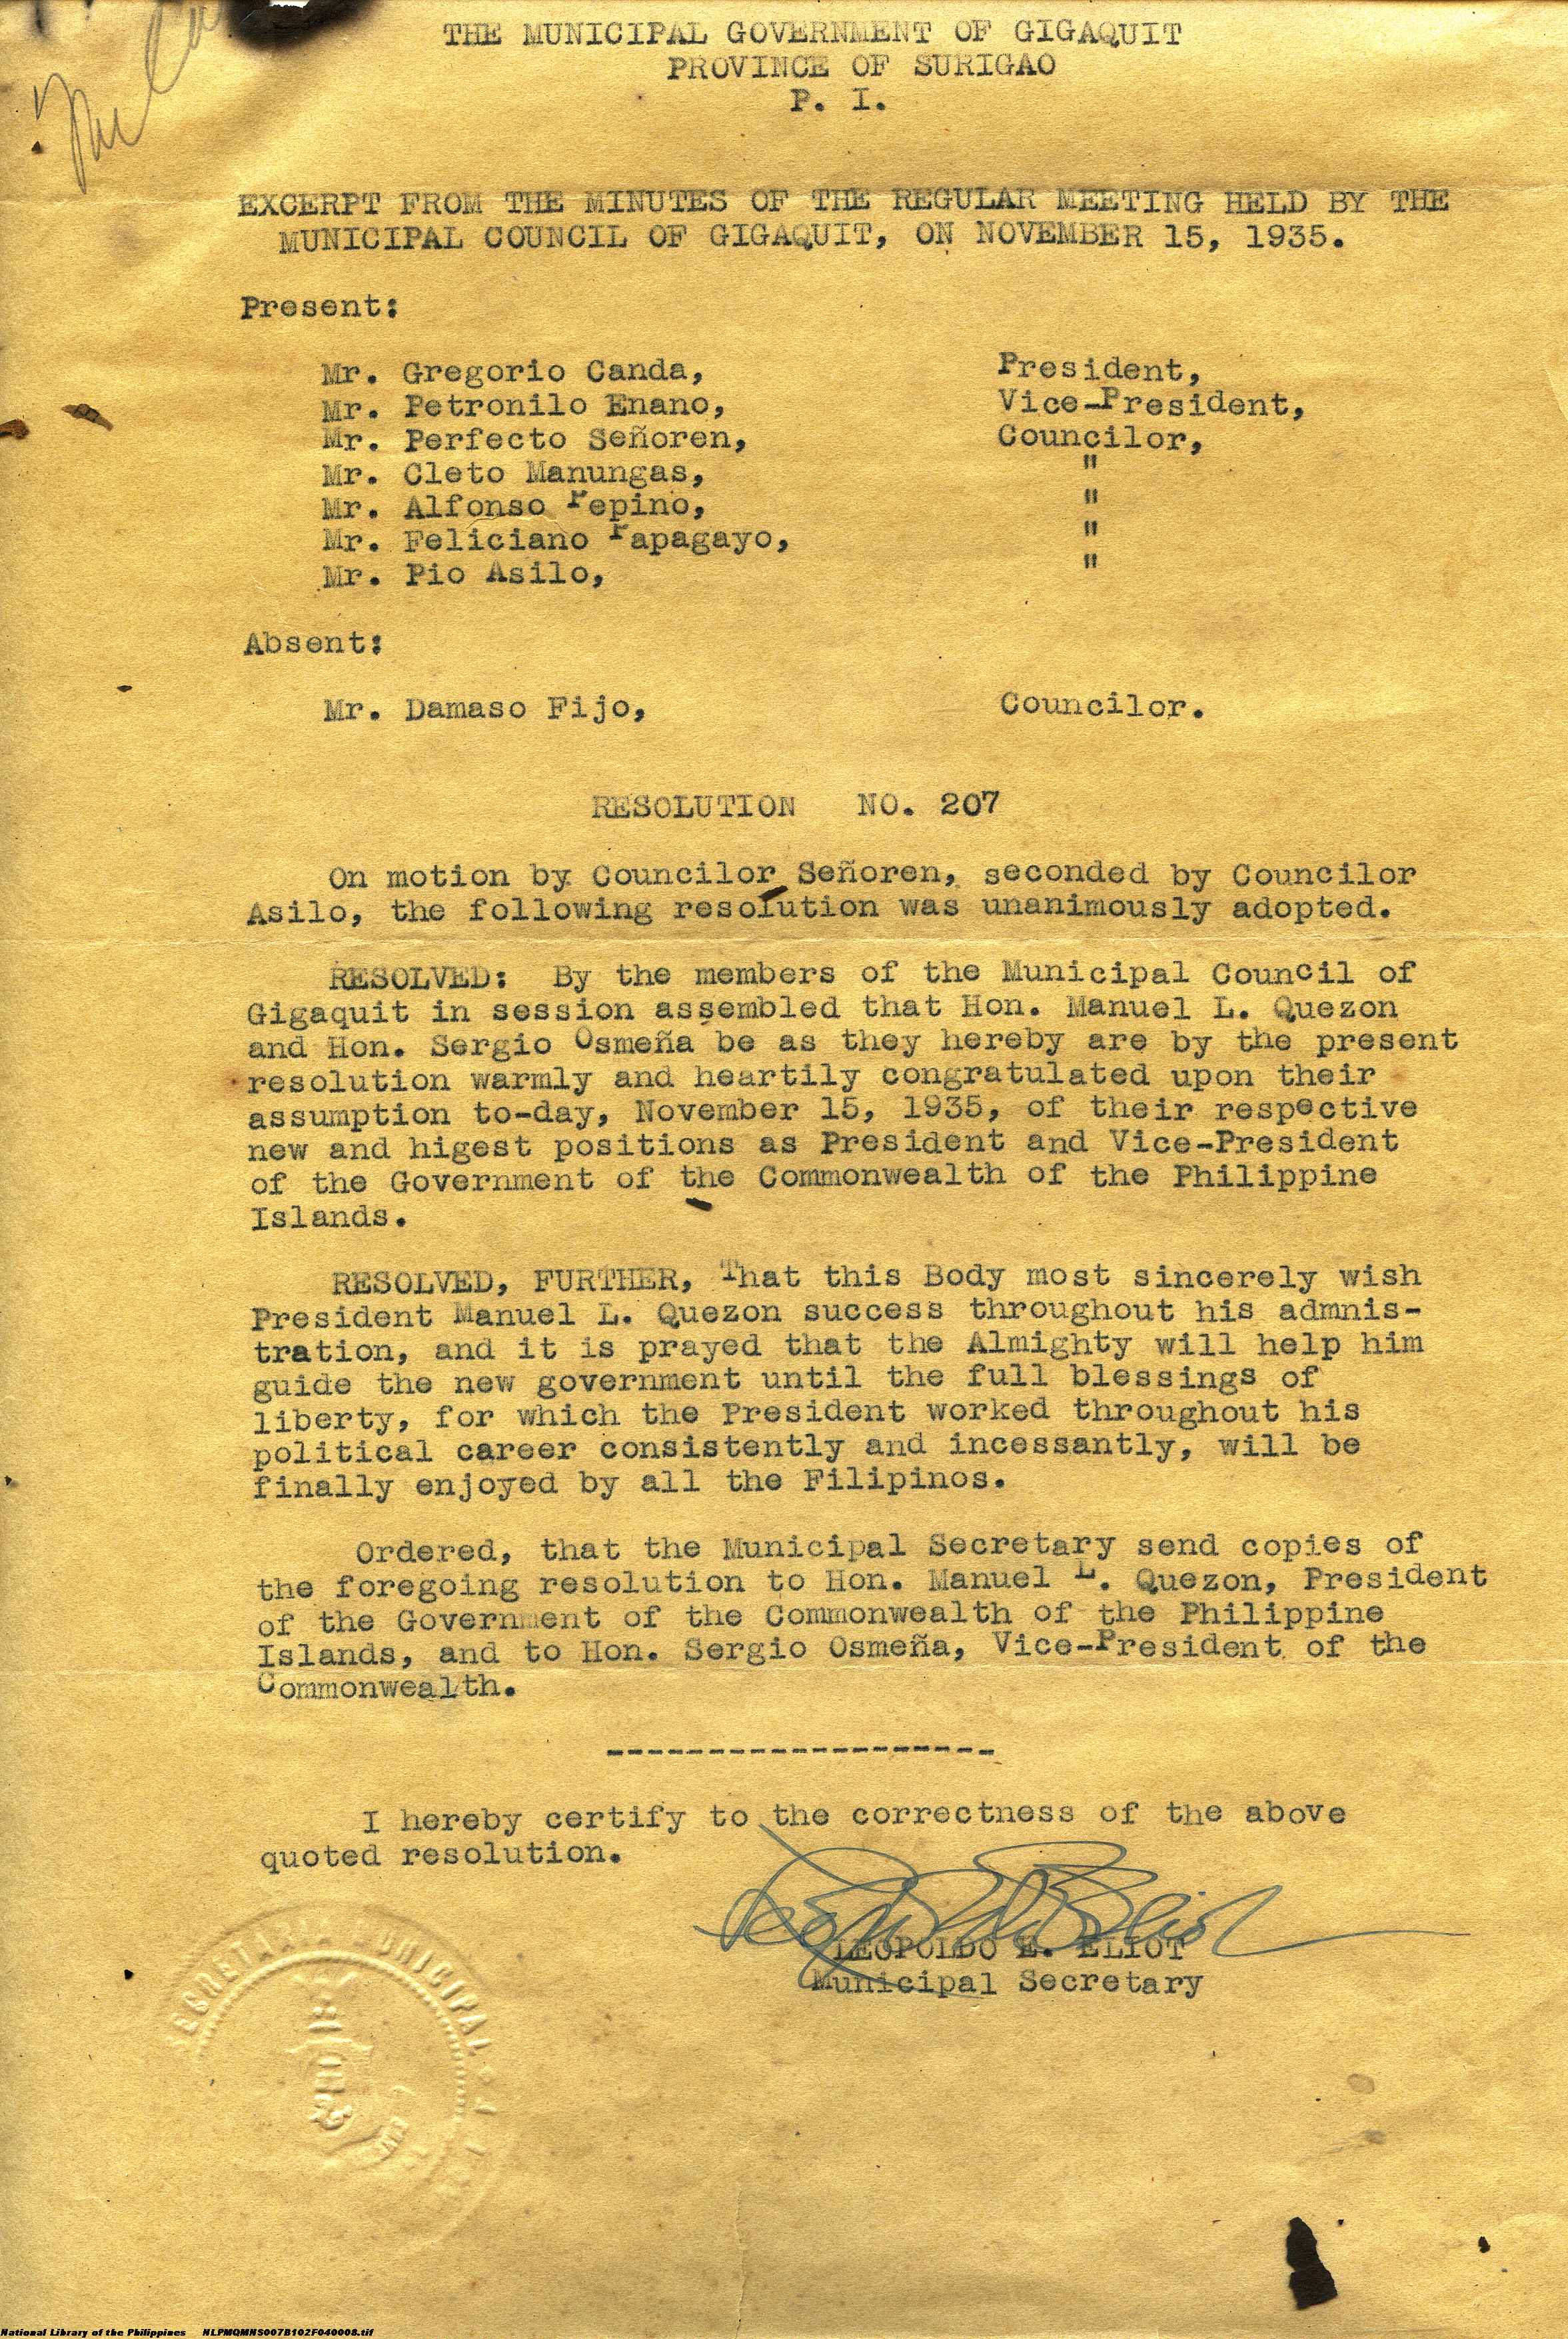 THE MUNICIPAL GOVERNMENT OF GIGAQUIT
PROVINCE OF SURIGAO
P. I.
EXCERPT FROM THE MINUTES OF THE REGULAR MEETING HELD BY THE
MUNICIPAL COUNCIL OF GIGAQUIT, ON NOVEMBER 15, 1935.
Present:
Mr. Gregorio Canda, President,
Mr. Petronilo Enano, Vice-President,
Mr. Perfecto Señoren, Councilor,
Mr. Cleto Manungas, "
Mr. Alfonso Pepino, "
Mr. Feliciano Papagayo, "
Mr. Pio Asilo, "
Absent:
Mr. Damaso Fijo, Councilor.
RESOLUTION NO. 207
On motion by Councilor Señoren, seconded by Councilor
Asilo, the following resolution was unanimously adopted.
RESOLVED: By the members of the Municipal Council of
Gigaquit in session assembled that Hon. Manuel L. Quezon
and Hon. Sergio Osmeña be as they hereby are by the present
resolution warmly and heartily congratulated upon their
assumption to-day, November 15, 1935, of their respective
new and higest positions as President and Vice-President
of the Government of the Commonwealth of the Philippine
Islands.
RESOLVED, FURTHER, That this Body most sincerely wish
President Manuel L. Quezon success throughout his admnis-
tration, and it is prayed that the Almighty will help him
guide the new government until the full blessings of
liberty, for which the President worked throughout his
political career consistently and incessantly, will be
finally enjoyed by all the Filipinos.
Ordered, that the Municipal Secretary send copies of
the foregoing resolution to Hon. Manuel L. Quezon, President
of the Government of the Commonwealth of the Philippine
Islands, and to Hon. Sergio Osmeña, Vice-President of the
Commonwealth.
-------------------
I hereby certify to the correctness of the above
quoted resolution.
LEOPOLDO E. ELIOT
Municipal Secretary
SECRETARIA MUNICIPAL
National Library of the Philippines NLPMQMNS007B102F040008.tif